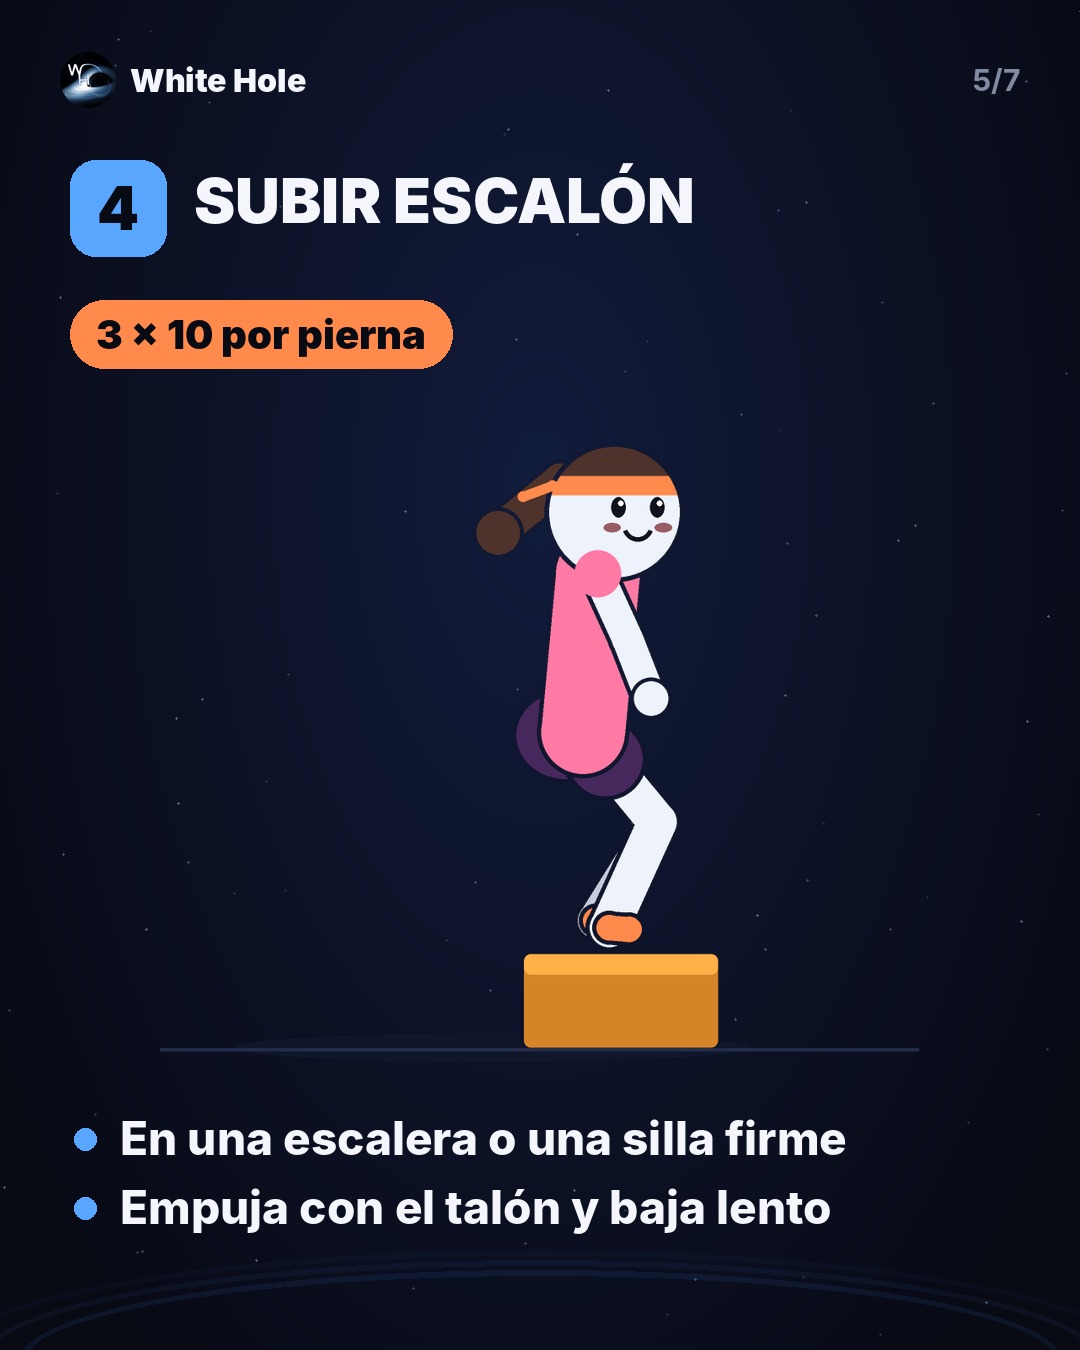 White Hole
5/7
4
SUBIR ESCALÓN
3 × 10 por pierna
En una escalera o una silla firme
Empuja con el talón y baja lento